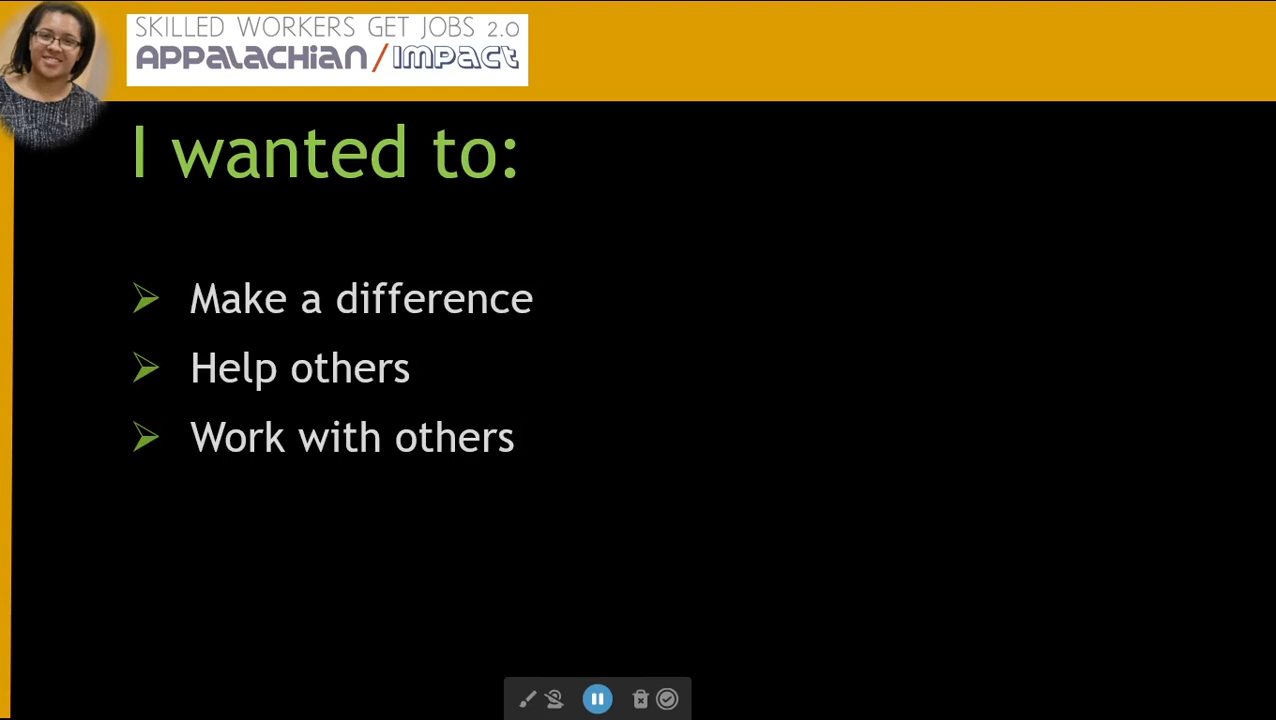 SKILLED WORKERS GET JOBS 2.0
APPALACHiAN / IMPACT
I wanted to:
Make a difference
Help others
Work with others